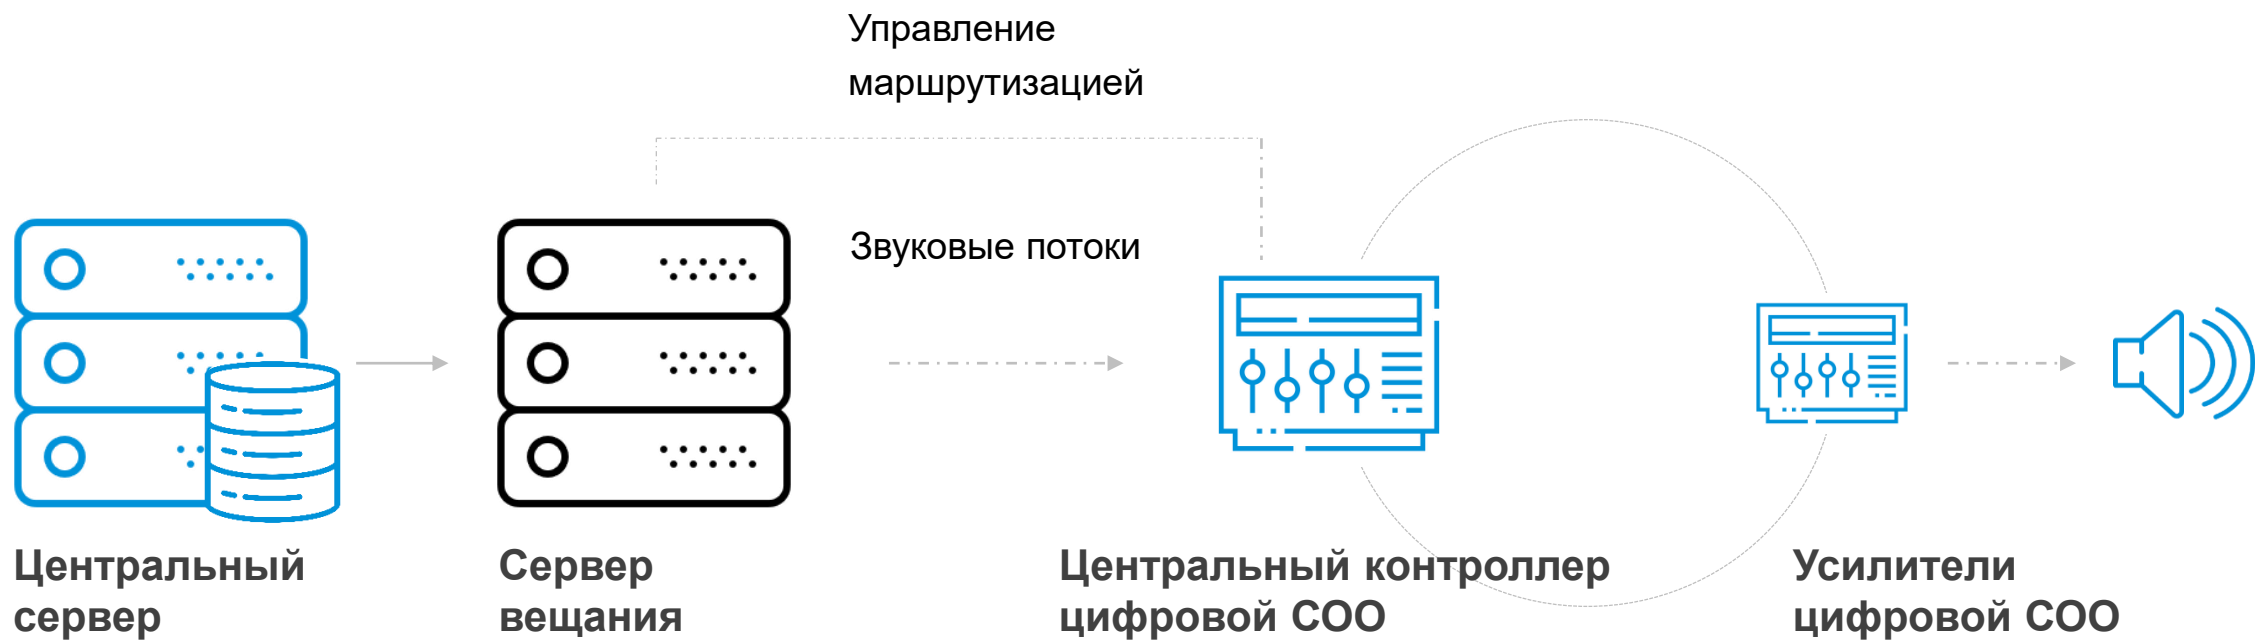 Управление
маршрутизацией
Звуковые потоки
Центральный
сервер
Сервер
вещания
Центральный контроллер
цифровой СОО
Усилители
цифровой СОО